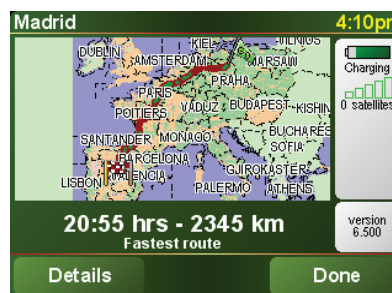 Madrid 4:10pm
DUBLIN KIEL VILNIUS
AMSTERDAM WARSAW
PRAHA
PARIS
POITIERS VADUZ BUDAPEST KISHIN
SANTANDER MONACO BUCHARES
SOFIA
BARCELONA
GJIROKASTER
LISBON VALENCIA
PALERMO ATHENS
Charging
0 satellites
20:55 hrs - 2345 km
Fastest route
version
6.500
Details Done